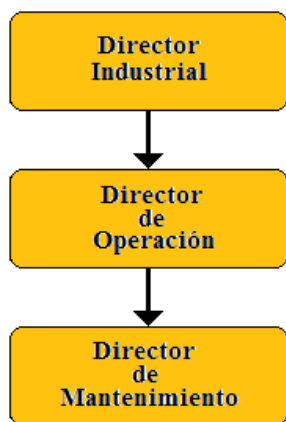 Director
Industrial
Director
de
Operación
Director
de
Mantenimiento